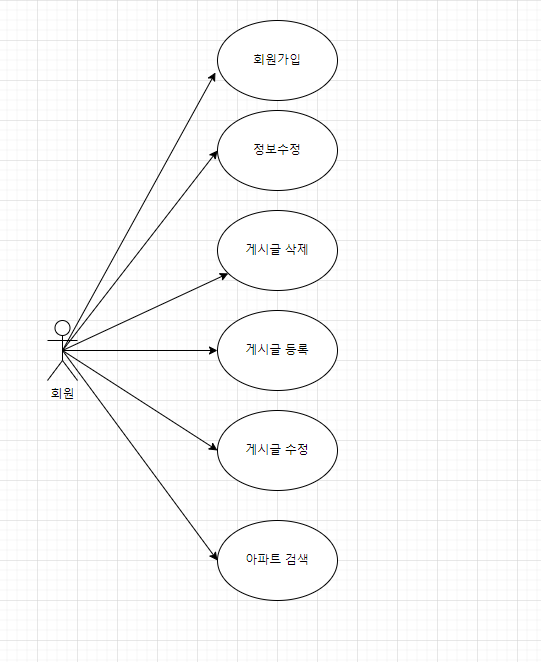 회원가입
정보수정
게시글 삭제
게시글 등록
회원
게시글 수정
아파트 검색